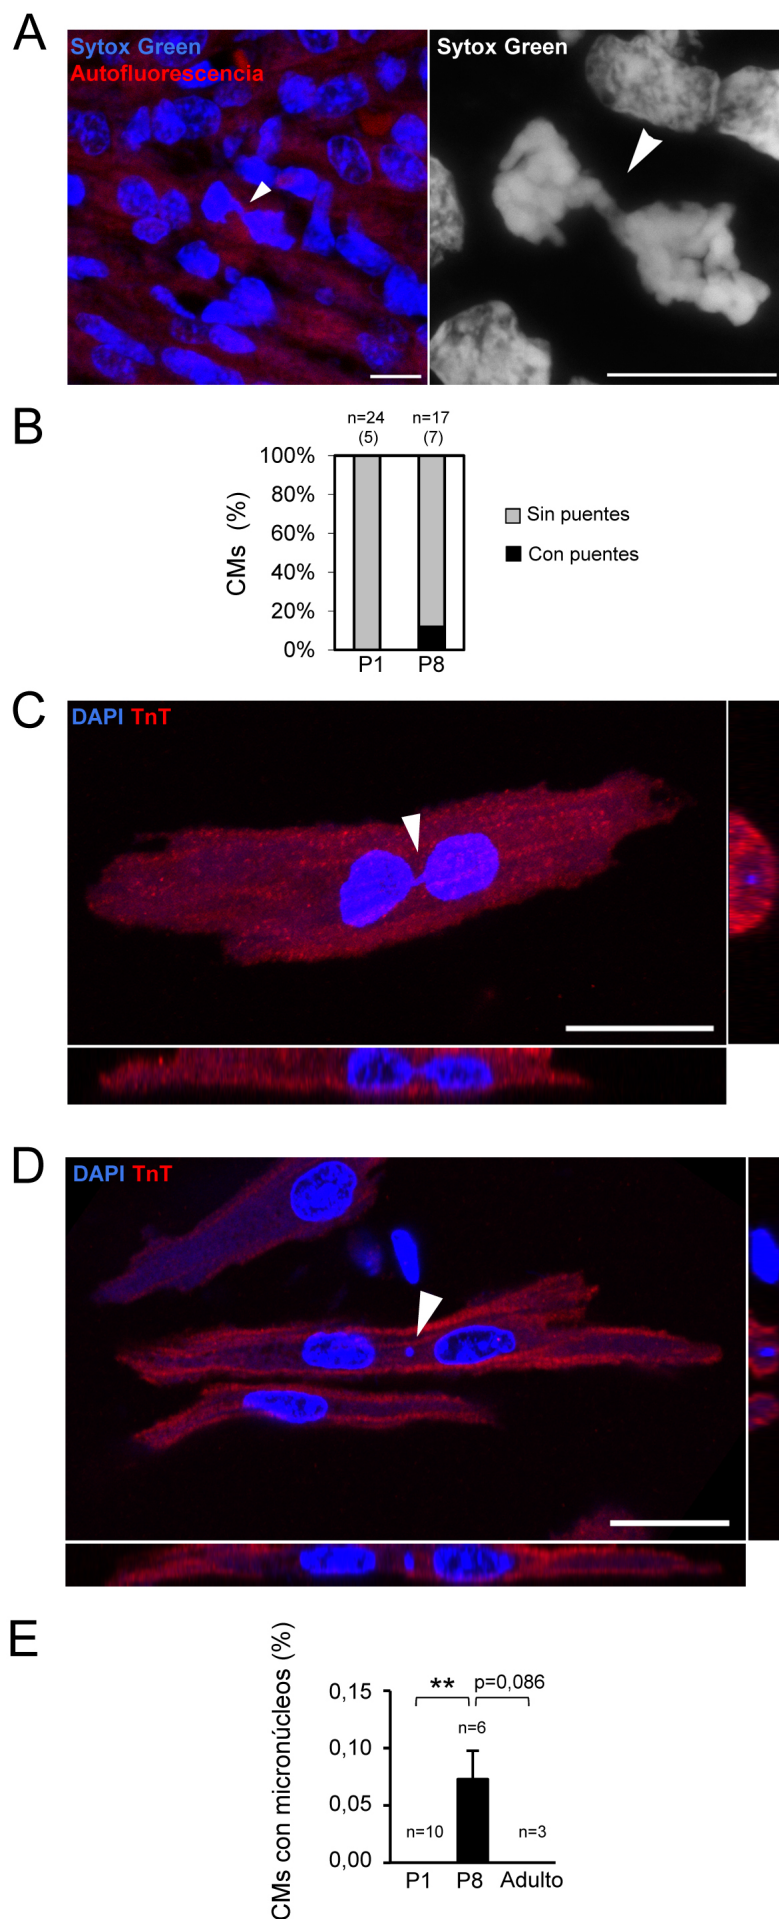 A
Sytox Green
Autofluorescencia
Sytox Green
B
n=24
(5)
n=17
(7)
100%
80%
60%
40%
20%
0%
CMs (%)
P1
P8
Sin puentes
Con puentes
C
DAPI TnT
D
DAPI TnT
E
CMs con micronúcleos (%)
0,15
0,10
0,05
0,00
**
p=0,086
n=6
n=10
n=3
P1
P8
Adulto